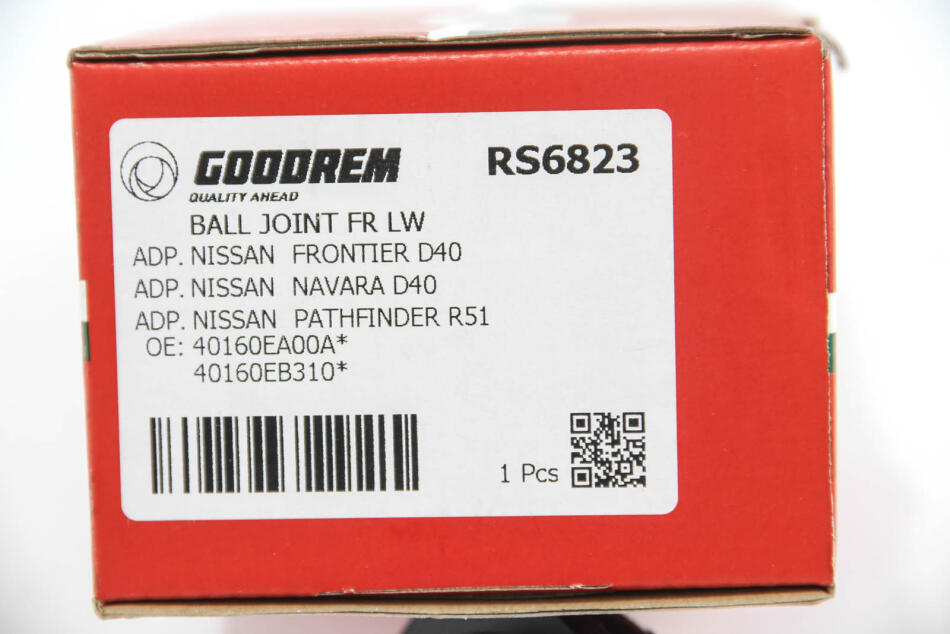 GOODREM
QUALITY AHEAD
RS6823
BALL JOINT FR LW
ADP. NISSAN FRONTIER D40
ADP. NISSAN NAVARA D40
ADP. NISSAN PATHFINDER R51
OE: 40160EA00A*
40160EB310*
1 Pcs